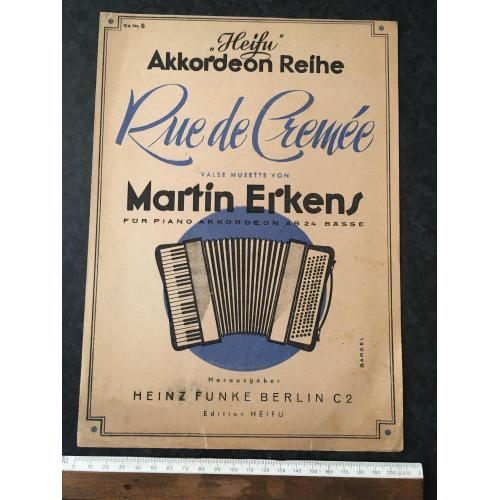 Ed. Nr. 5
„Heifu"
Akkordeon Reihe
Rue de Cremée
VALSE MUSETTE VON
Martin Erkens
FÜR PIANO AKKORDEON AB 24 BÄSSE
BARGEL
Herausgeber
HEINZ FUNKE BERLIN C2
Edition HEIFU